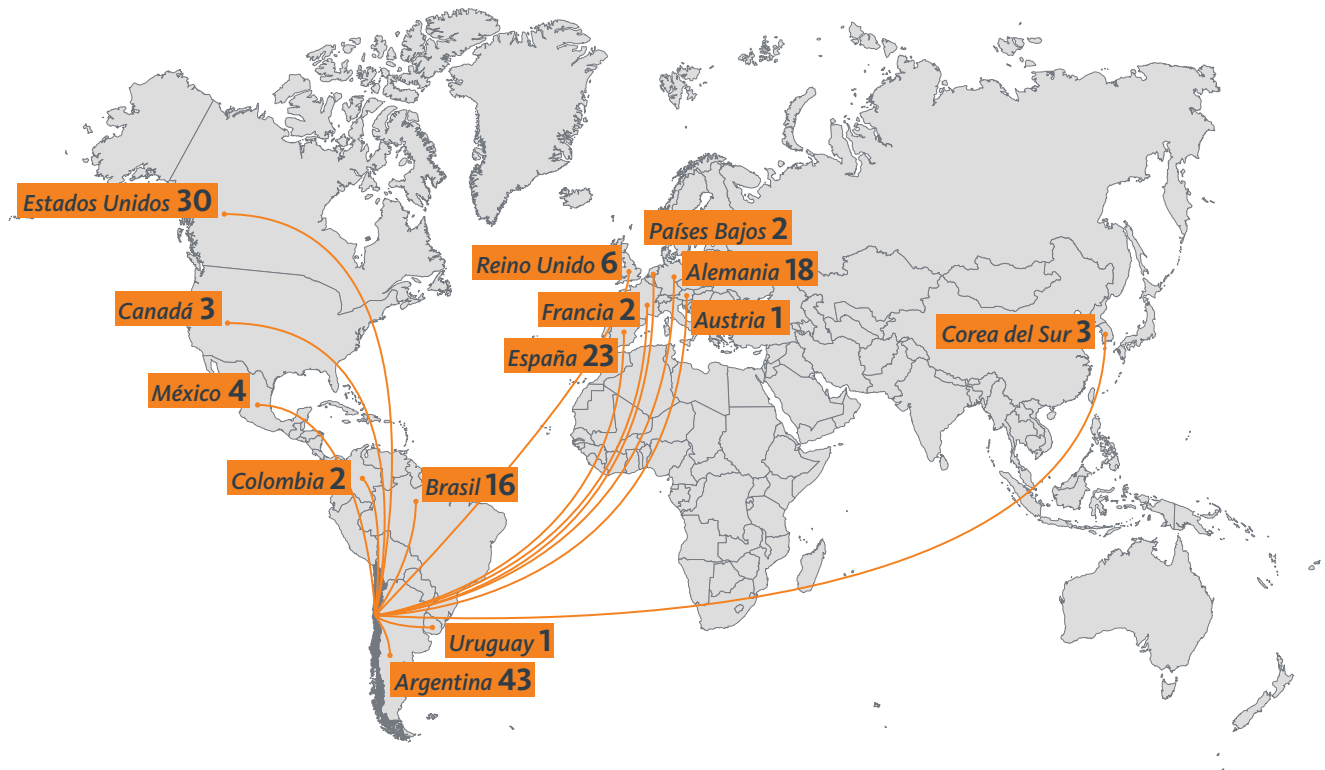 Estados Unidos 30
Países Bajos 2
Reino Unido 6
Alemania 18
Canadá 3
Francia 2
Austria 1
Corea del Sur 3
España 23
México 4
Colombia 2
Brasil 16
Uruguay 1
Argentina 43